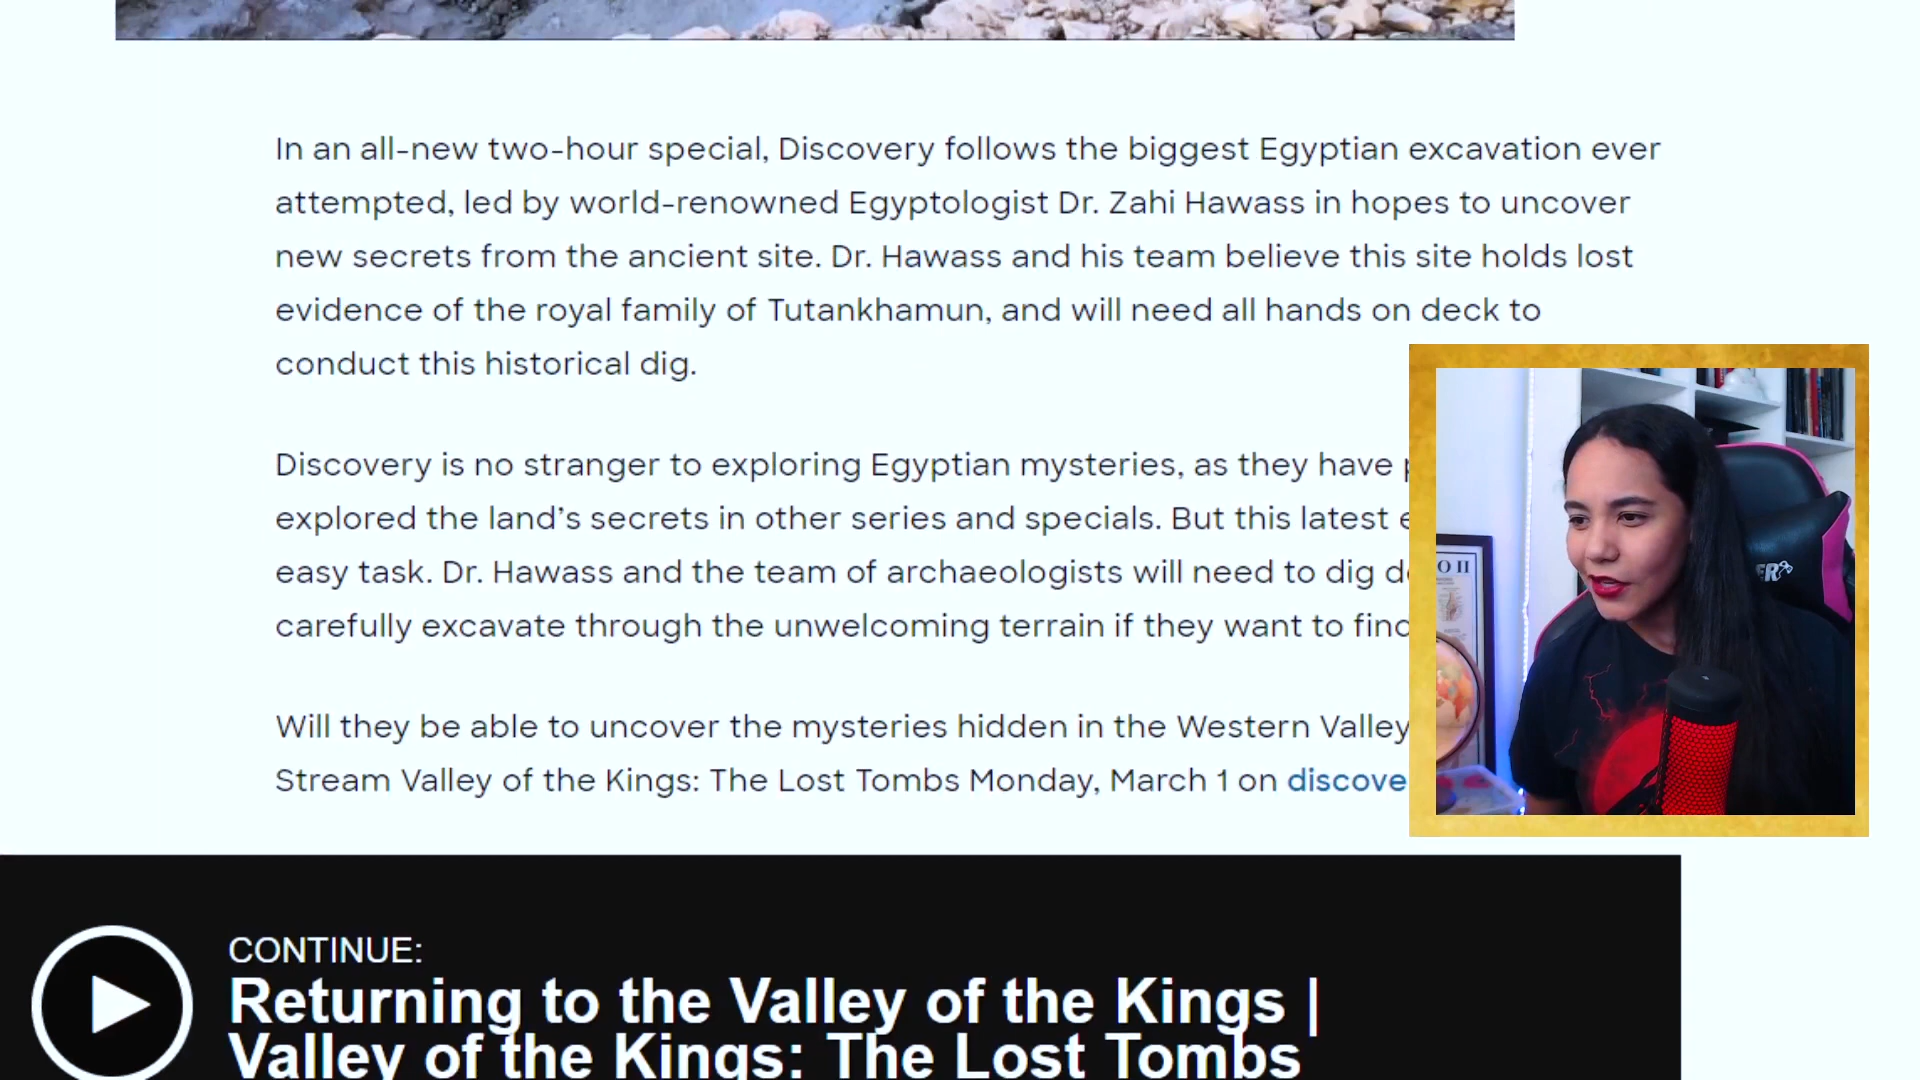 In an all-new two-hour special, Discovery follows the biggest Egyptian excavation ever
attempted, led by world-renowned Egyptologist Dr. Zahi Hawass in hopes to uncover
new secrets from the ancient site. Dr. Hawass and his team believe this site holds lost
evidence of the royal family of Tutankhamun, and will need all hands on deck to
conduct this historical dig.
Discovery is no stranger to exploring Egyptian mysteries, as they have
explored the land's secrets in other series and specials. But this latest
easy task. Dr. Hawass and the team of archaeologists will need to dig
carefully excavate through the unwelcoming terrain if they want to
Will they be able to uncover the mysteries hidden in the Western Valley
Stream Valley of the Kings: The Lost Tombs Monday, March 1 on
CONTINUE:
Returning to the Valley of the Kings |
Valley of the Kings: The Lost Tombs